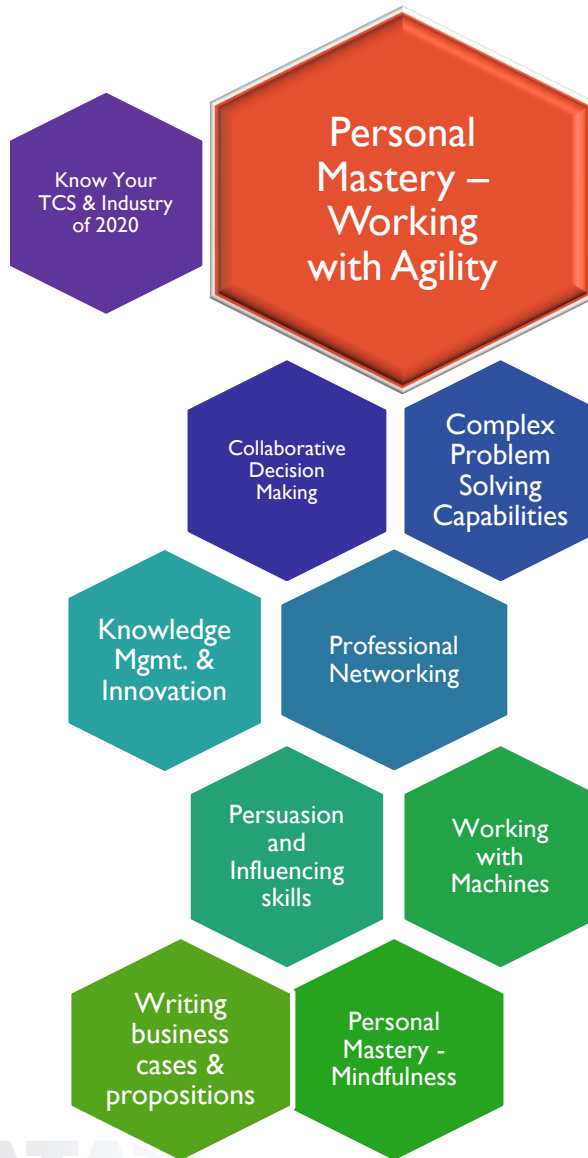 Know Your
TCS & Industry
of 2020
Personal
Mastery –
Working
with Agility
Collaborative
Decision
Making
Complex
Problem
Solving
Capabilities
Knowledge
Mgmt. &
Innovation
Professional
Networking
Persuasion
and
Influencing
skills
Working
with
Machines
Writing
business
cases &
propositions
Personal
Mastery -
Mindfulness